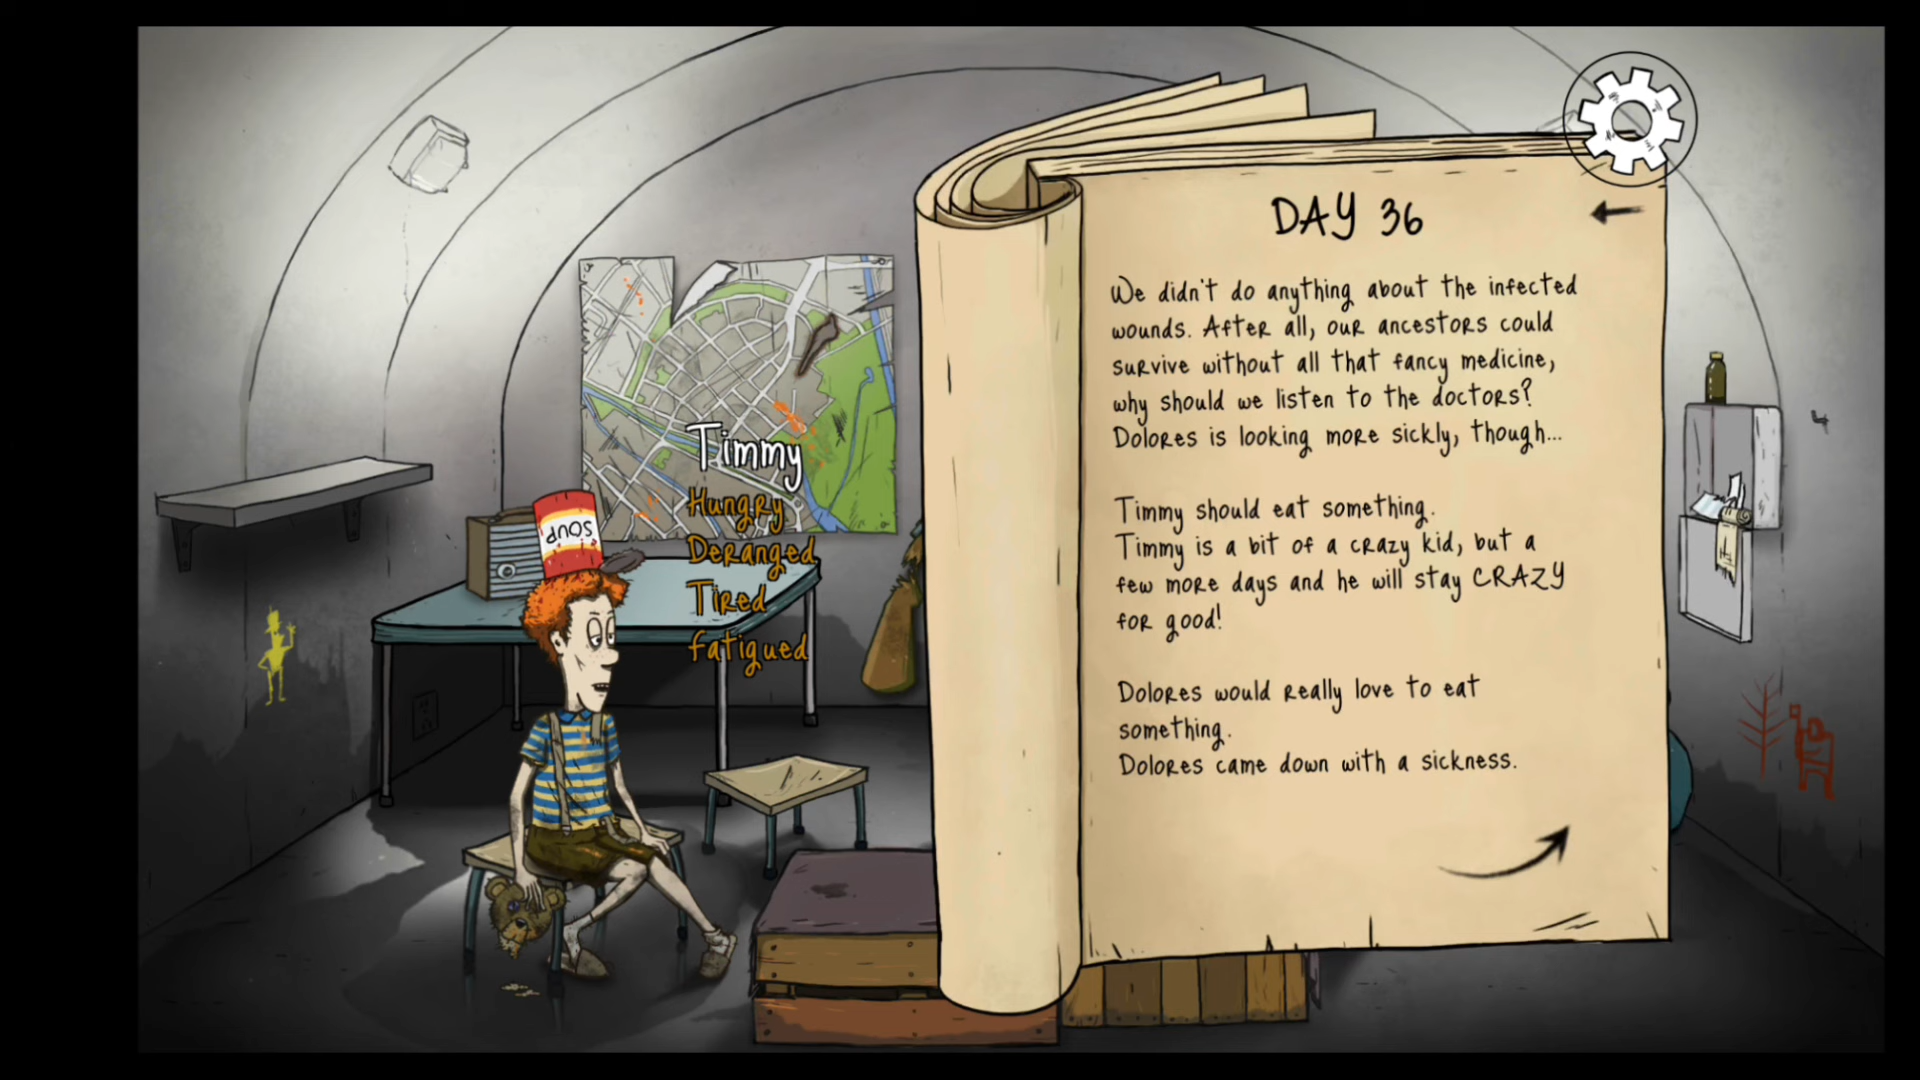 DAY 36
We didn't do anything about the infected
wounds. After all, our ancestors could
survive without all that fancy medicine,
why should we listen to the doctors?
Dolores is looking more sickly, though...
Timmy should eat something.
Timmy is a bit of a crazy kid, but a
few more days and he will stay CRAZY
for good!
Dolores would really love to eat
something.
Dolores came down with a sickness.
Timmy
Hungry
Deranged
Tired
Fatigued
SOUP